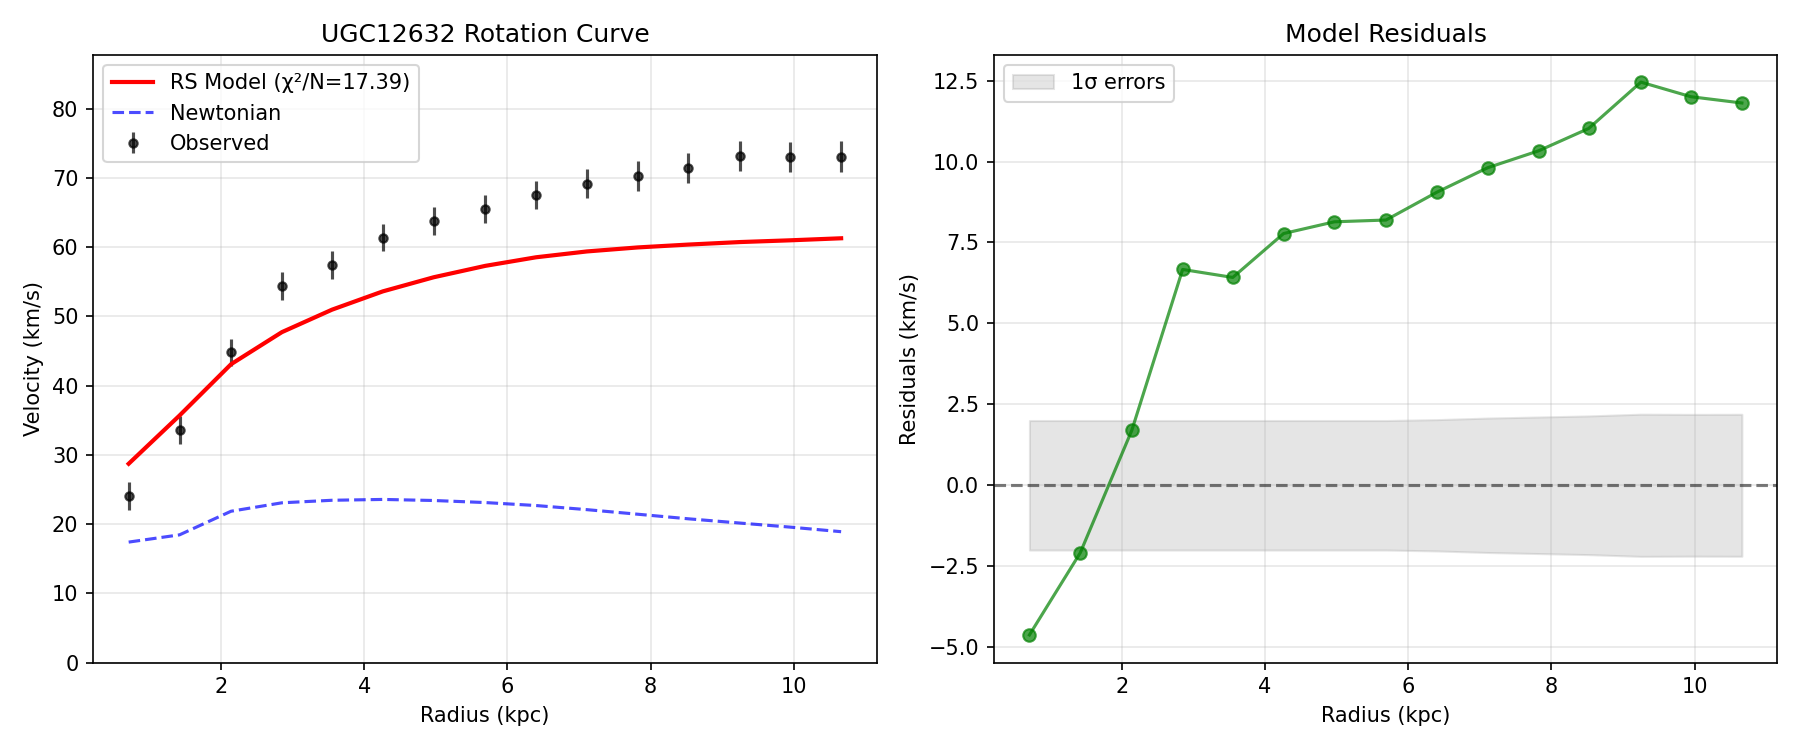 UGC12632 Rotation Curve
RS Model (χ²/N=17.39)
Newtonian
Observed
80
70
60
50
40
30
20
10
0
Velocity (km/s)
2
4
6
8
10
Radius (kpc)
Model Residuals
1σ errors
12.5
10.0
7.5
5.0
2.5
0.0
−2.5
−5.0
Residuals (km/s)
2
4
6
8
10
Radius (kpc)